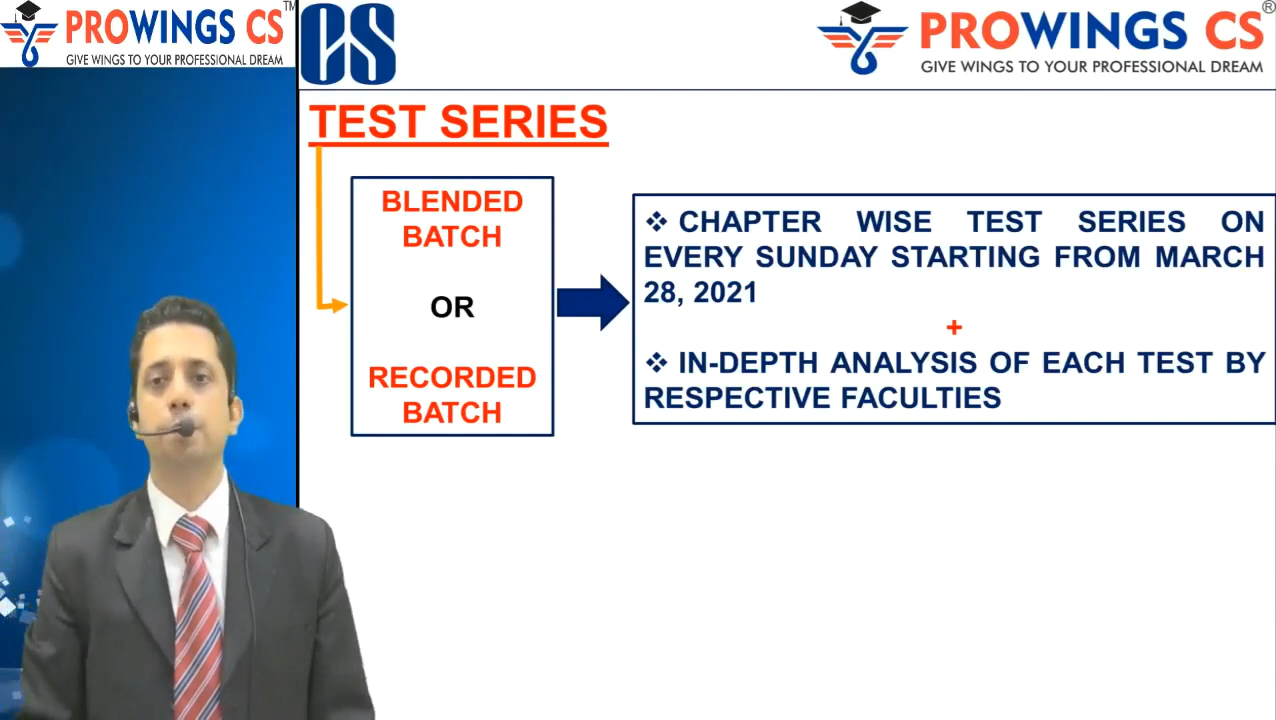 PROWINGS CS™
GIVE WINGS TO YOUR PROFESSIONAL DREAM
CS
PROWINGS CS®
GIVE WINGS TO YOUR PROFESSIONAL DREAM
TEST SERIES
BLENDED
BATCH
OR
RECORDED
BATCH
❖ CHAPTER WISE TEST SERIES ON
EVERY SUNDAY STARTING FROM MARCH
28, 2021
+
❖ IN-DEPTH ANALYSIS OF EACH TEST BY
RESPECTIVE FACULTIES